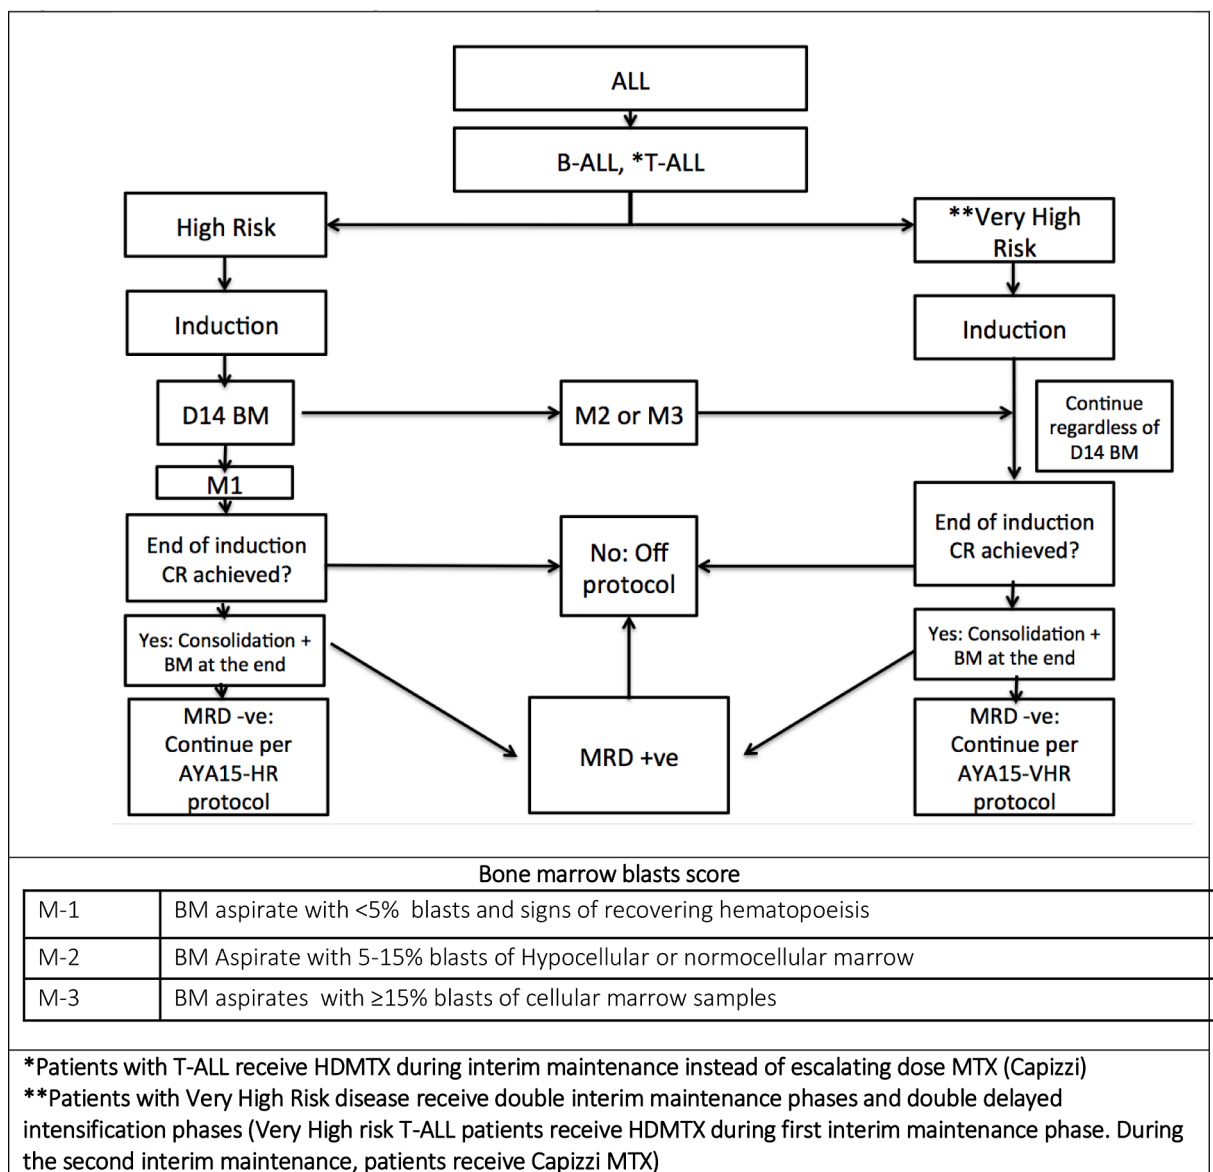 ALL
B-ALL, *T-ALL
High Risk
**Very High
Risk
Induction
Induction
D14 BM
M2 or M3
Continue
regardless of
D14 BM
M1
End of induction
CR achieved?
No: Off
protocol
End of induction
CR achieved?
Yes: Consolidation +
BM at the end
Yes: Consolidation +
BM at the end
MRD -ve:
Continue per
AYA15-HR
protocol
MRD +ve
MRD -ve:
Continue per
AYA15-VHR
protocol
Bone marrow blasts score
M-1 BM aspirate with <5% blasts and signs of recovering hematopoeisis
M-2 BM Aspirate with 5-15% blasts of Hypocellular or normocellular marrow
M-3 BM aspirates with ≥15% blasts of cellular marrow samples
*Patients with T-ALL receive HDMTX during interim maintenance instead of escalating dose MTX (Capizzi)
**Patients with Very High Risk disease receive double interim maintenance phases and double delayed
intensification phases (Very High risk T-ALL patients receive HDMTX during first interim maintenance phase. During
the second interim maintenance, patients receive Capizzi MTX)